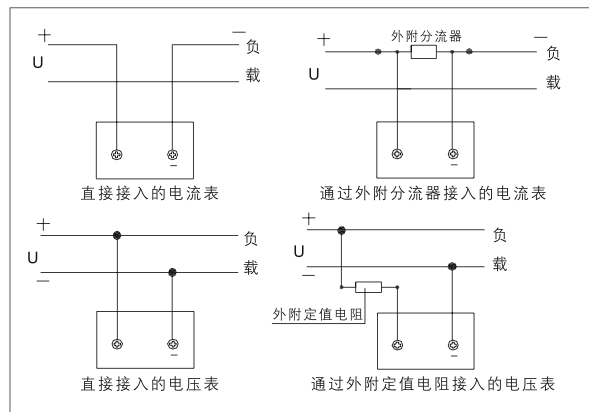 + —
负
U
载
-
直接接入的电流表
外附分流器
+ —
负
U
载
-
通过外附分流器接入的电流表
+
负
U
载
—
-
直接接入的电压表
+
负
U
载
—
外附定值电阻
-
通过外附定值电阻接入的电压表